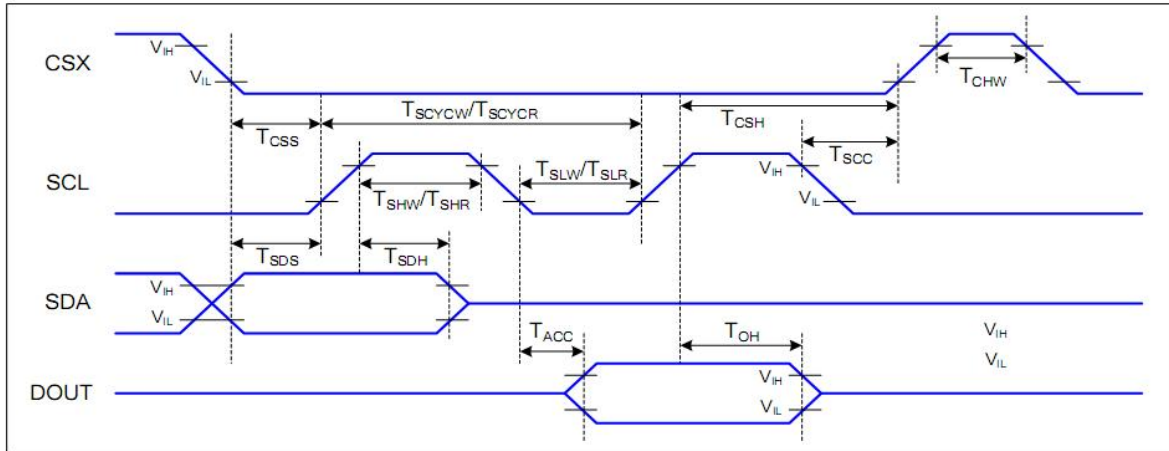 CSX
VIH
VIL
TCHW
TSCYCW/TSCYCR
TCSH
TCSS
TSCC
SCL
TSLW/TSLR
VIH
TSHW/TSHR
VIL
TSDS
TSDH
SDA
VIH
VIL
TACC
TOH
VIH
VIL
DOUT
VIH
VIL